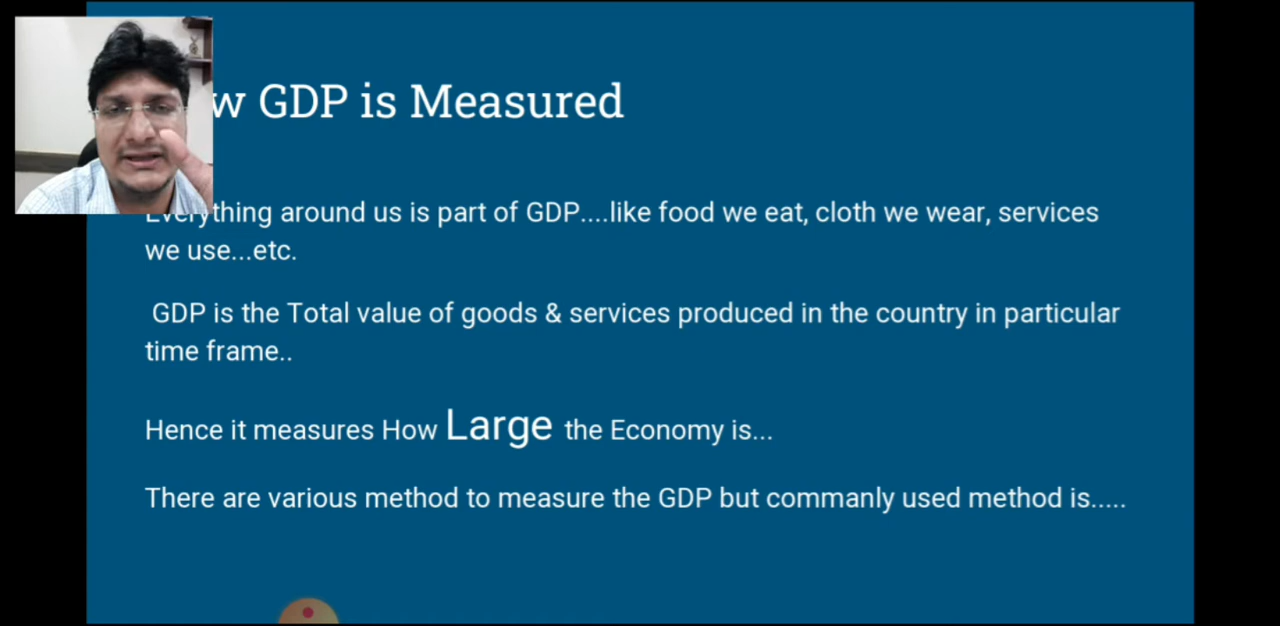 w GDP is Measured
Everything around us is part of GDP....like food we eat, cloth we wear, services
we use...etc.
GDP is the Total value of goods & services produced in the country in particular
time frame..
Hence it measures How Large the Economy is...
There are various method to measure the GDP but commanly used method is.....